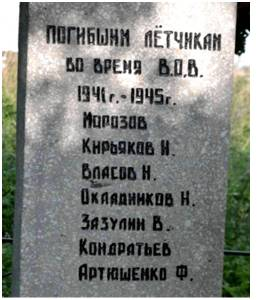 ПОГИБШИМ ЛЁТЧИКАМ
ВО ВРЕМЯ В.О.В.
1941г.-1945г.
МОРОЗОВ
КИРЬЯКОВ И.
ВЛАСОВ Н.
ОКЛАДНИКОВ Н.
ЗАЗУЛИН В.
КОНДРАТЬЕВ
АРТЮШЕНКО Ф.